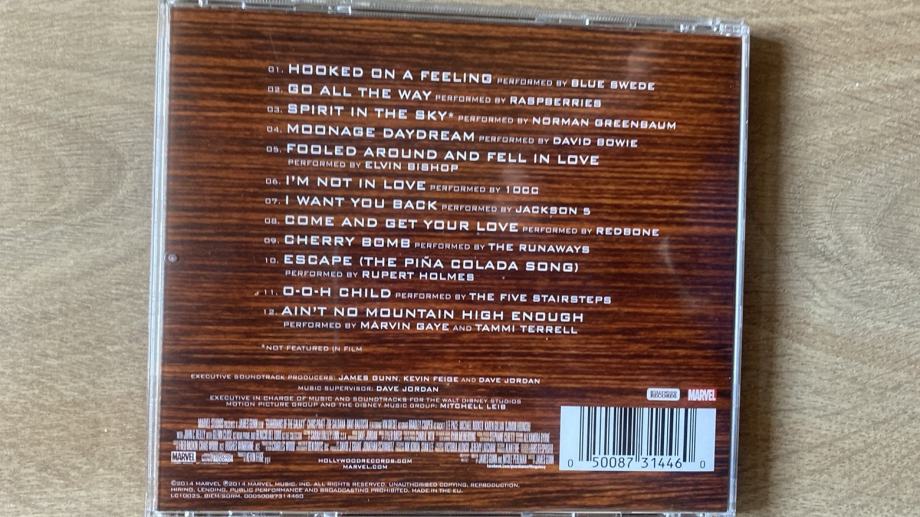 01. HOOKED ON A FEELING PERFORMED BY BLUE SWEDE
02. GO ALL THE WAY PERFORMED BY RASPBERRIES
03. SPIRIT IN THE SKY* PERFORMED BY NORMAN GREENBAUM
04. MOONAGE DAYDREAM PERFORMED BY DAVID BOWIE
05. FOOLED AROUND AND FELL IN LOVE
PERFORMED BY ELVIN BISHOP
06. I'M NOT IN LOVE PERFORMED BY 10CC
07. I WANT YOU BACK PERFORMED BY JACKSON 5
08. COME AND GET YOUR LOVE PERFORMED BY REDBONE
09. CHERRY BOMB PERFORMED BY THE RUNAWAYS
10. ESCAPE (THE PIÑA COLADA SONG)
PERFORMED BY RUPERT HOLMES
11. O-O-H CHILD PERFORMED BY THE FIVE STAIRSTEPS
12. AIN'T NO MOUNTAIN HIGH ENOUGH
PERFORMED BY MARVIN GAYE AND TAMMI TERRELL
*NOT FEATURED IN FILM
EXECUTIVE SOUNDTRACK PRODUCERS: JAMES GUNN, KEVIN FEIGE AND DAVE JORDAN
MUSIC SUPERVISOR: DAVE JORDAN
EXECUTIVE IN CHARGE OF MUSIC AND SOUNDTRACKS FOR THE WALT DISNEY STUDIOS
MOTION PICTURE GROUP AND THE DISNEY MUSIC GROUP: MITCHELL LEIB
HOLLYWOOD RECORDS MARVEL
MARVEL
HOLLYWOODRECORDS.COM
MARVEL.COM
0 50087 31446 0
©2014 MARVEL ℗2014 MARVEL MUSIC, INC. UNAUTHORISED COPYING, REPRODUCTION,
HIRING, LENDING, PUBLIC PERFORMANCE AND BROADCASTING PROHIBITED. MADE IN THE EU.
LC10025. BIEM/SDRM. 00050087314460